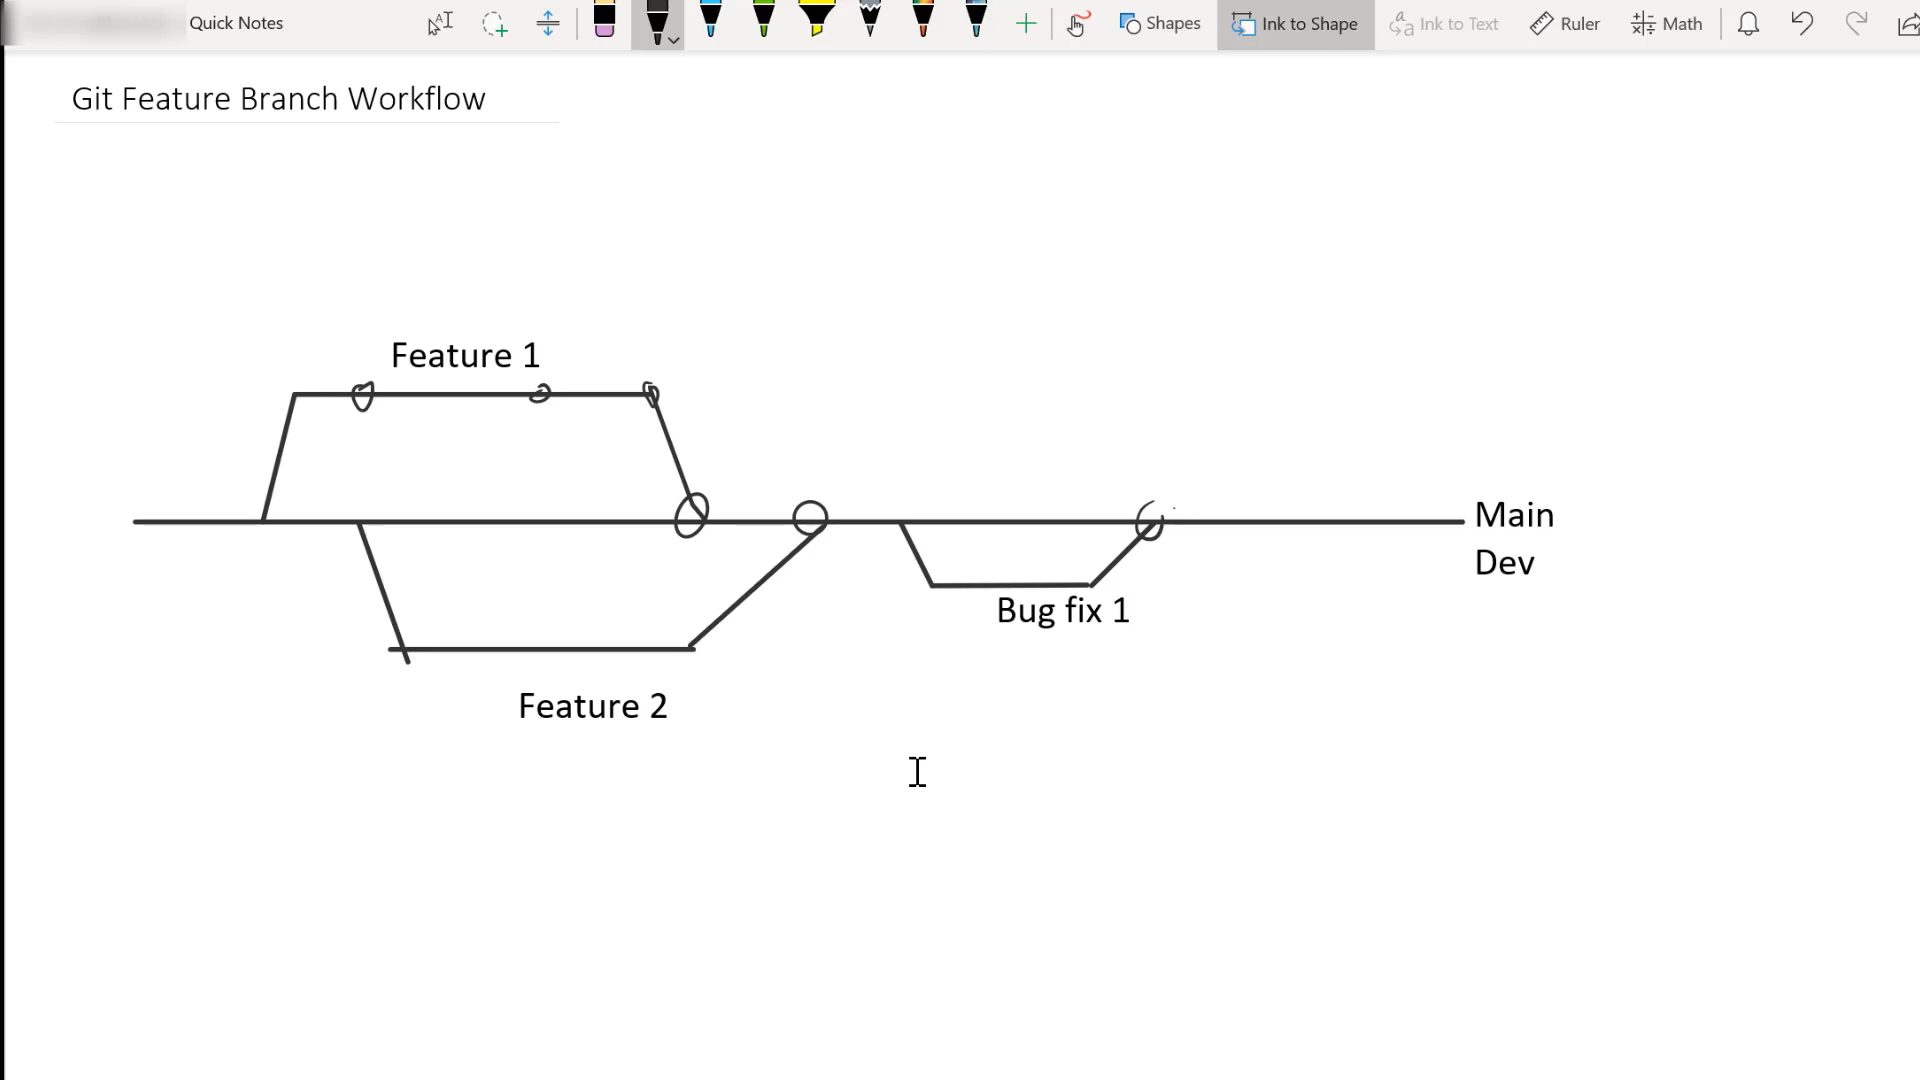 Quick Notes
Shapes
Ink to Shape
Ink to Text
Ruler
Math
Git Feature Branch Workflow
Feature 1
Main
Dev
Bug fix 1
Feature 2